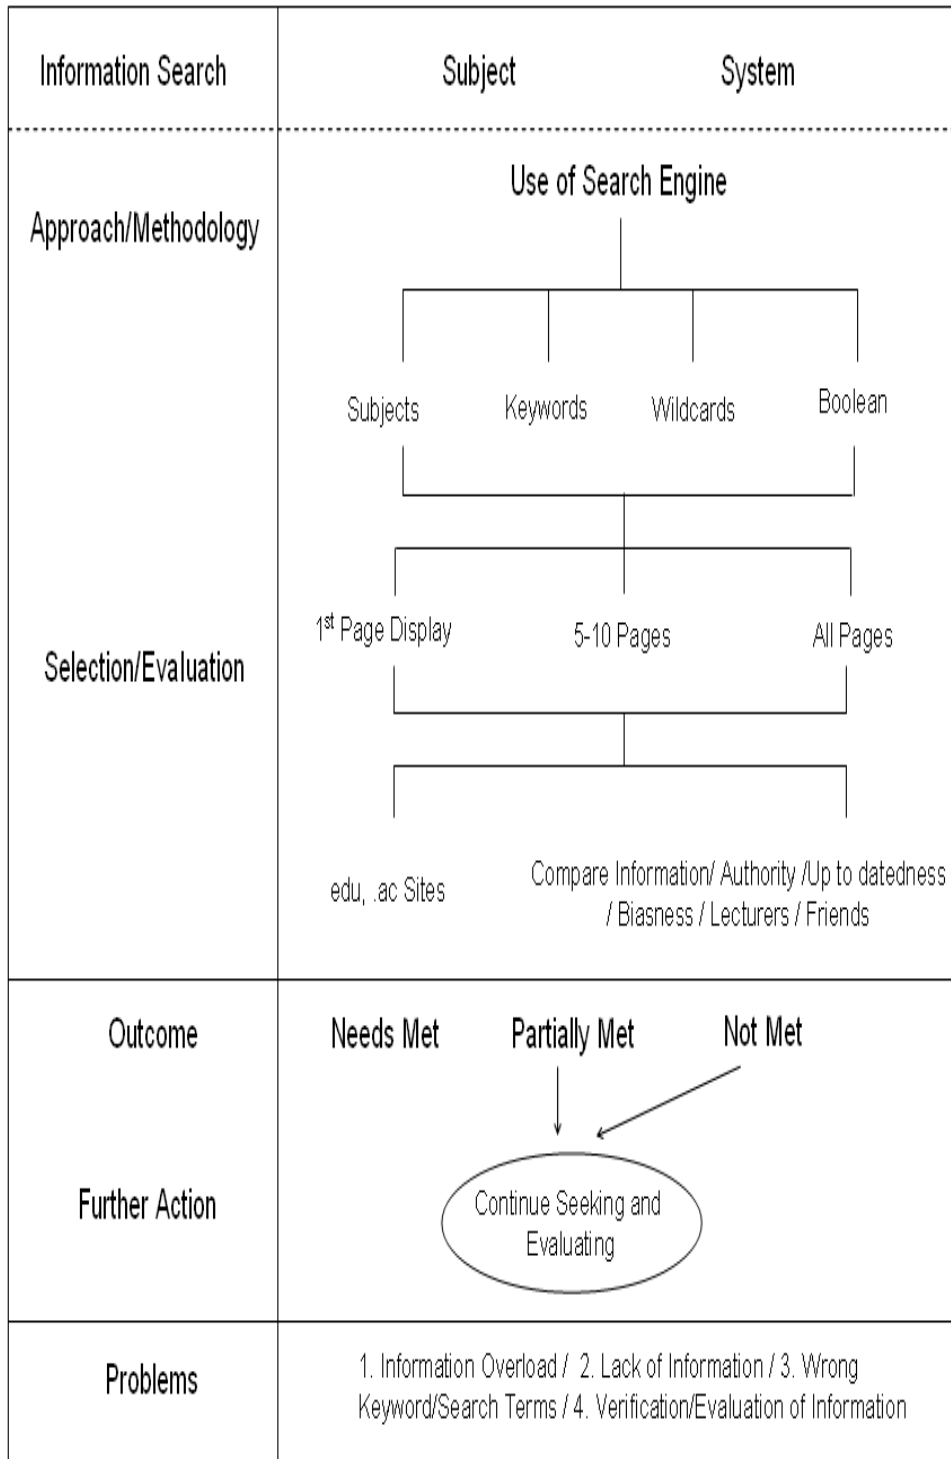 Information Search
Subject
System
Approach/Methodology
Use of Search Engine
Subjects
Keywords
Wildcards
Boolean
Selection/Evaluation
1st Page Display
5-10 Pages
All Pages
edu, .ac Sites
Compare Information/ Authority /Up to datedness
/ Biasness / Lecturers / Friends
Outcome
Needs Met
Partially Met
Not Met
Further Action
Continue Seeking and
Evaluating
Problems
1. Information Overload / 2. Lack of Information / 3. Wrong
Keyword/Search Terms / 4. Verification/Evaluation of Information